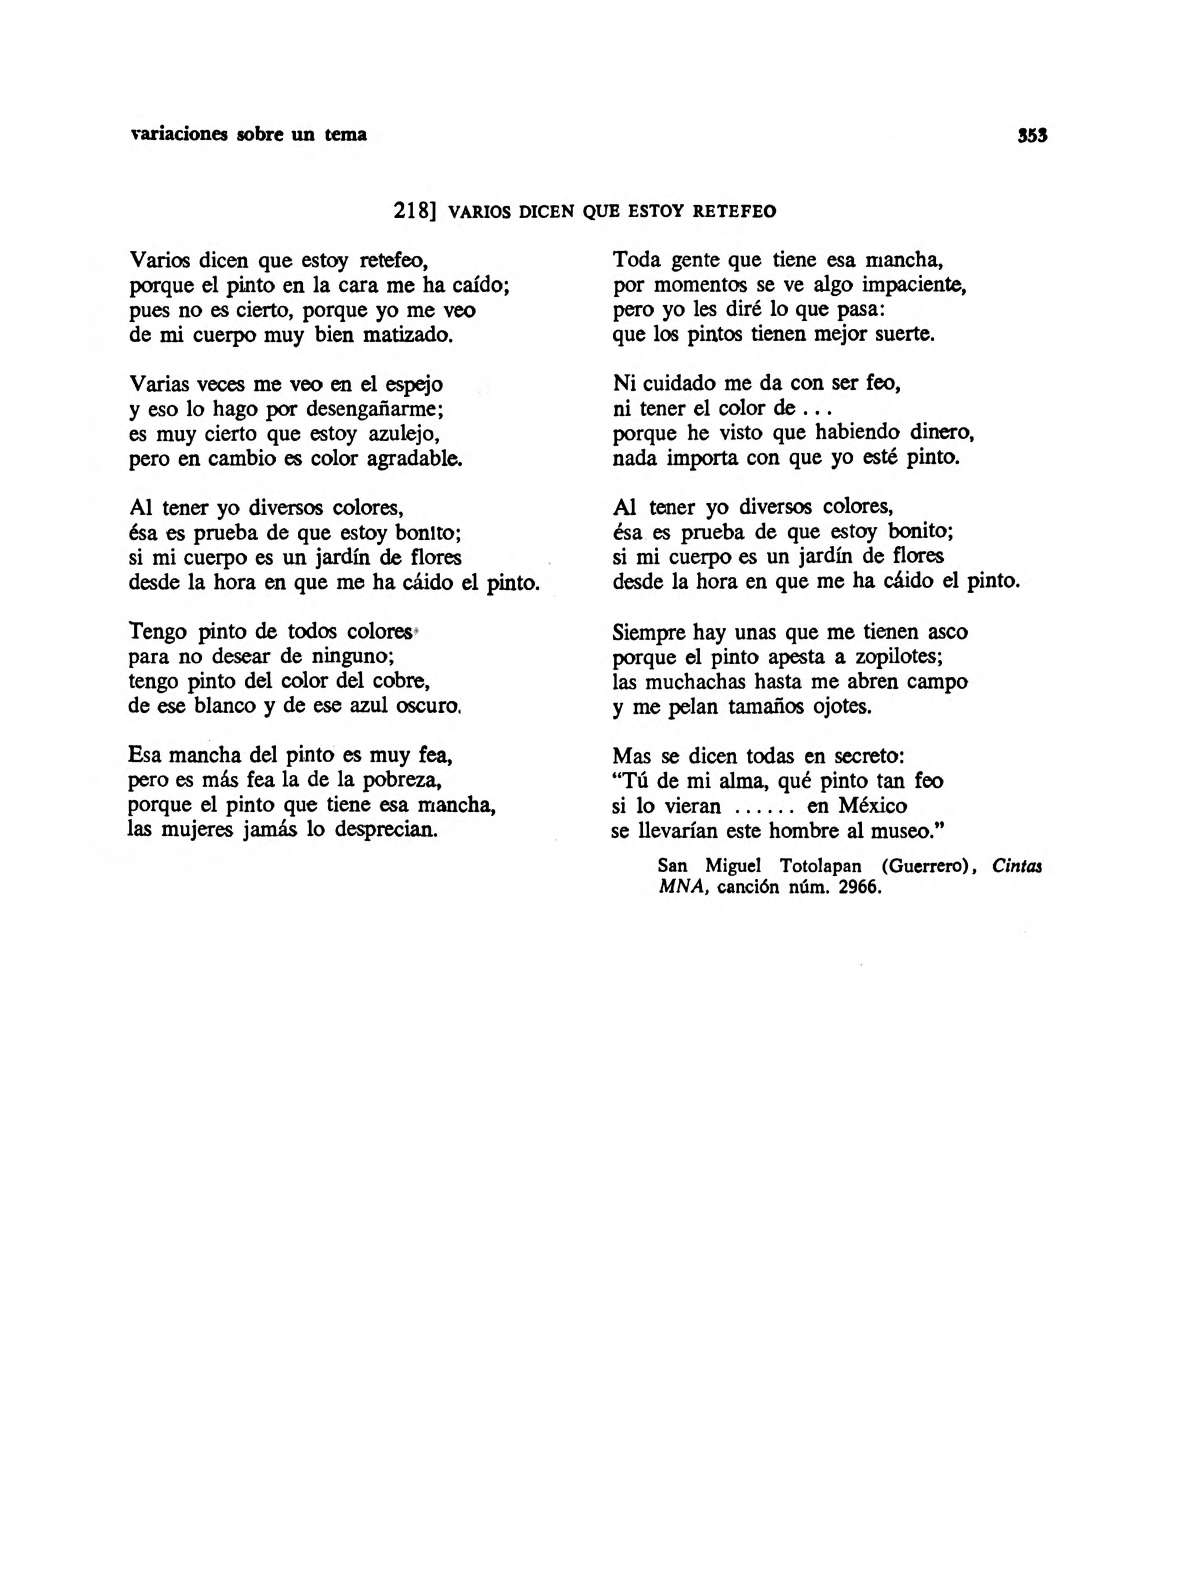 variaciones sobre un tema
353
218] VARIOS DICEN QUE ESTOY RETEFEO
Varios dicen que estoy retefeo,
porque el pinto en la cara me ha caído;
pues no es cierto, porque yo me veo
de mi cuerpo muy bien matizado.
Varias veces me veo en el espejo
y eso lo hago por desengañarme;
es muy cierto que estoy azulejo,
pero en cambio es color agradable.
Al tener yo diversos colores,
ésa es prueba de que estoy bonito;
si mi cuerpo es un jardín de flores
desde la hora en que me ha cáido el pinto.
Tengo pinto de todos colores
para no desear de ninguno;
tengo pinto del color del cobre,
de ese blanco y de ese azul oscuro.
Esa mancha del pinto es muy fea,
pero es más fea la de la pobreza,
porque el pinto que tiene esa mancha,
las mujeres jamás lo desprecian.
Toda gente que tiene esa mancha,
por momentos se ve algo impaciente,
pero yo les diré lo que pasa:
que los pintos tienen mejor suerte.
Ni cuidado me da con ser feo,
ni tener el color de ...
porque he visto que habiendo dinero,
nada importa con que yo esté pinto.
Al tener yo diversos colores,
ésa es prueba de que estoy bonito;
si mi cuerpo es un jardín de flores
desde la hora en que me ha cáido el pinto.
Siempre hay unas que me tienen asco
porque el pinto apesta a zopilotes;
las muchachas hasta me abren campo
y me pelan tamaños ojotes.
Mas se dicen todas en secreto:
“Tú de mi alma, qué pinto tan feo
si lo vieran ...... en México
se llevarían este hombre al museo.”
San Miguel Totolapan (Guerrero), Cintas
MNA, canción núm. 2966.